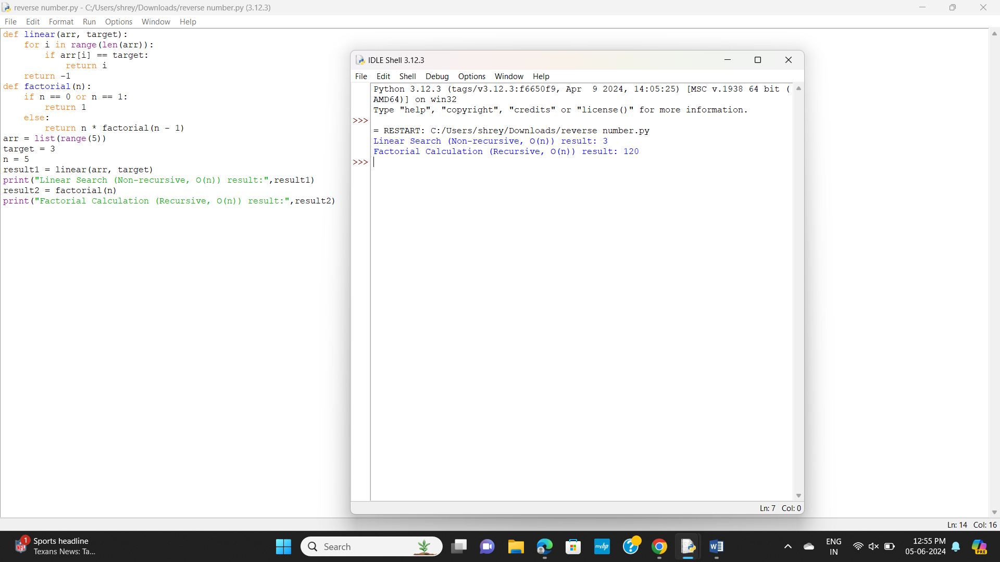 reverse number.py - C:/Users/shrey/Downloads/reverse number.py (3.12.3)
File Edit Format Run Options Window Help
def linear(arr, target):
    for i in range(len(arr)):
        if arr[i] == target:
            return i
    return -1
def factorial(n):
    if n == 0 or n == 1:
        return 1
    else:
        return n * factorial(n - 1)
arr = list(range(5))
target = 3
n = 5
result1 = linear(arr, target)
print("Linear Search (Non-recursive, O(n)) result:",result1)
result2 = factorial(n)
print("Factorial Calculation (Recursive, O(n)) result:",result2)
IDLE Shell 3.12.3
File Edit Shell Debug Options Window Help
Python 3.12.3 (tags/v3.12.3:f6650f9, Apr  9 2024, 14:05:25) [MSC v.1938 64 bit (
AMD64)] on win32
Type "help", "copyright", "credits" or "license()" for more information.
>>>
= RESTART: C:/Users/shrey/Downloads/reverse number.py
Linear Search (Non-recursive, O(n)) result: 3
Factorial Calculation (Recursive, O(n)) result: 120
>>>
Ln: 7 Col: 0
Ln: 14 Col: 16
1
NFL
Sports headline
Texans News: Ta...
Search
myhp
?
W
ENG
IN
12:55 PM
05-06-2024
PRE